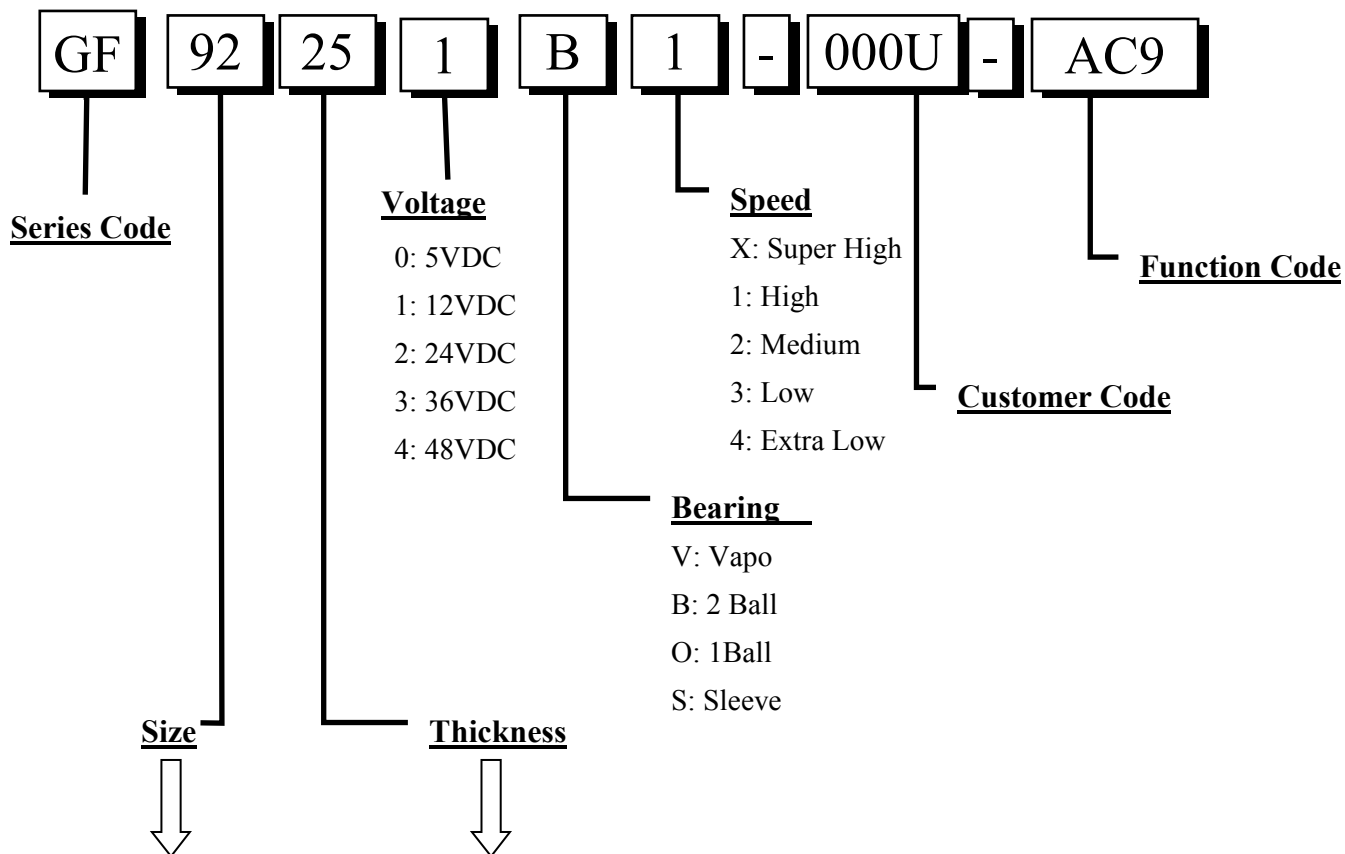 GF 92 25 1 B 1 - 000U - AC9
Series Code
Voltage
0: 5VDC
1: 12VDC
2: 24VDC
3: 36VDC
4: 48VDC
Speed
X: Super High
1: High
2: Medium
3: Low
4: Extra Low
Function Code
Customer Code
Bearing
V: Vapo
B: 2 Ball
O: 1Ball
S: Sleeve
Size
Thickness